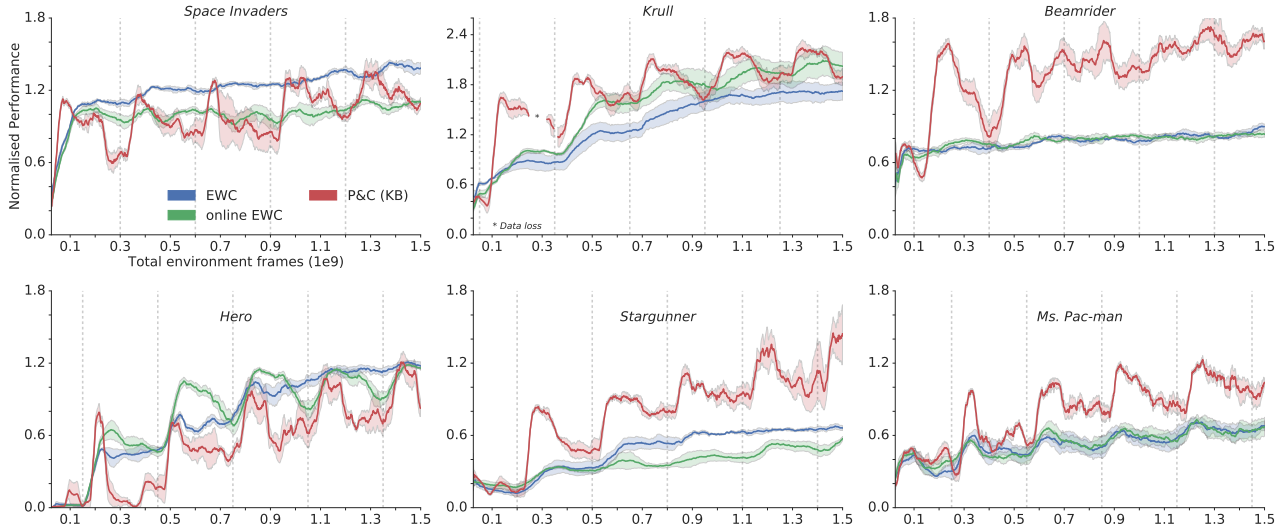 Space Invaders
Krull
Beamrider
Normalised Performance
1.8
1.2
0.6
0.0
EWC
online EWC
P&C (KB)
0.1 0.3 0.5 0.7 0.9 1.1 1.3 1.5
Total environment frames (1e9)
2.4
1.8
1.2
0.6
0.0
*
* Data loss
0.1 0.3 0.5 0.7 0.9 1.1 1.3 1.5
1.8
1.2
0.6
0.0
0.1 0.3 0.5 0.7 0.9 1.1 1.3 1.5
Hero
1.8
1.2
0.6
0.0
0.1 0.3 0.5 0.7 0.9 1.1 1.3 1.5
Stargunner
1.8
1.2
0.6
0.0
0.1 0.3 0.5 0.7 0.9 1.1 1.3 1.5
Ms. Pac-man
1.8
1.2
0.6
0.0
0.1 0.3 0.5 0.7 0.9 1.1 1.3 1.5